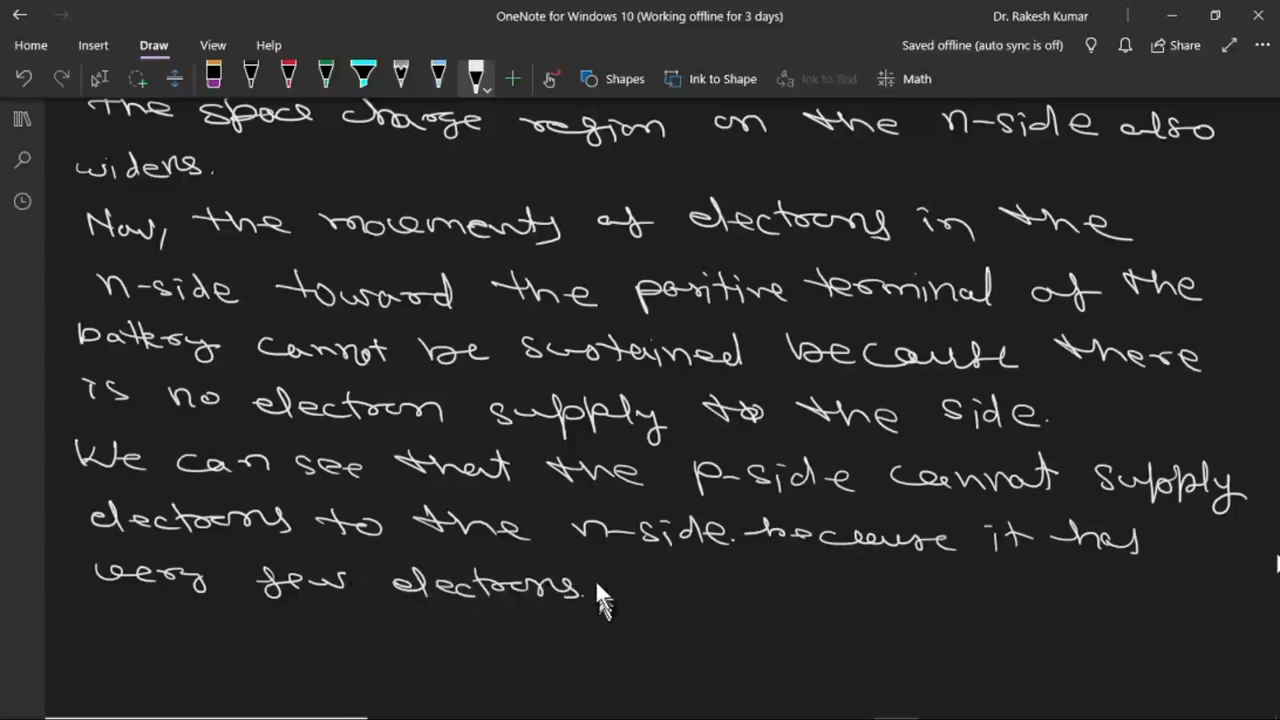 OneNote for Windows 10 (Working offline for 3 days)
Dr. Rakesh Kumar
Home Insert Draw View Help
Saved offline (auto sync is off) Share
Shapes Ink to Shape Ink to Text Math
The space charge region on the n-side also
widens.
Now, the movements of electrons in the
n-side toward the positive terminal of the
battery cannot be sustained because there
is no electron supply to the side.
We can see that the p-side cannot supply
electrons to the n-side. because it has
very few electrons.